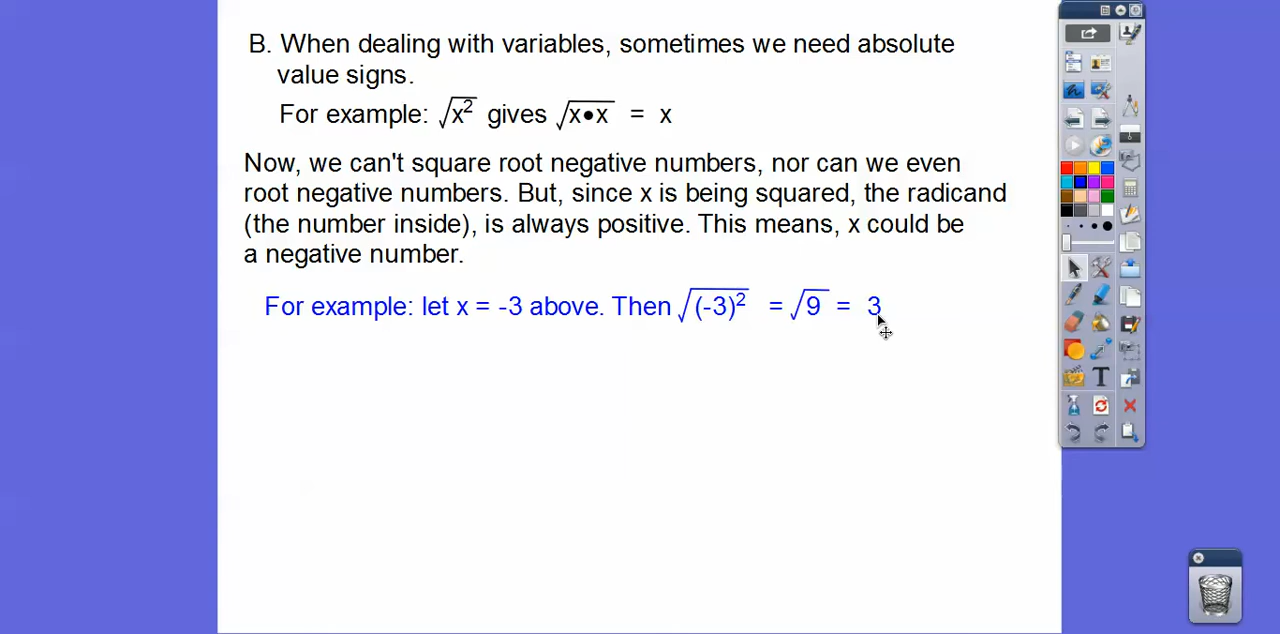 B. When dealing with variables, sometimes we need absolute
value signs.
For example: √x² gives √x•x = x
Now, we can't square root negative numbers, nor can we even
root negative numbers. But, since x is being squared, the radicand
(the number inside), is always positive. This means, x could be
a negative number.
For example: let x = -3 above. Then √(-3)² = √9 = 3